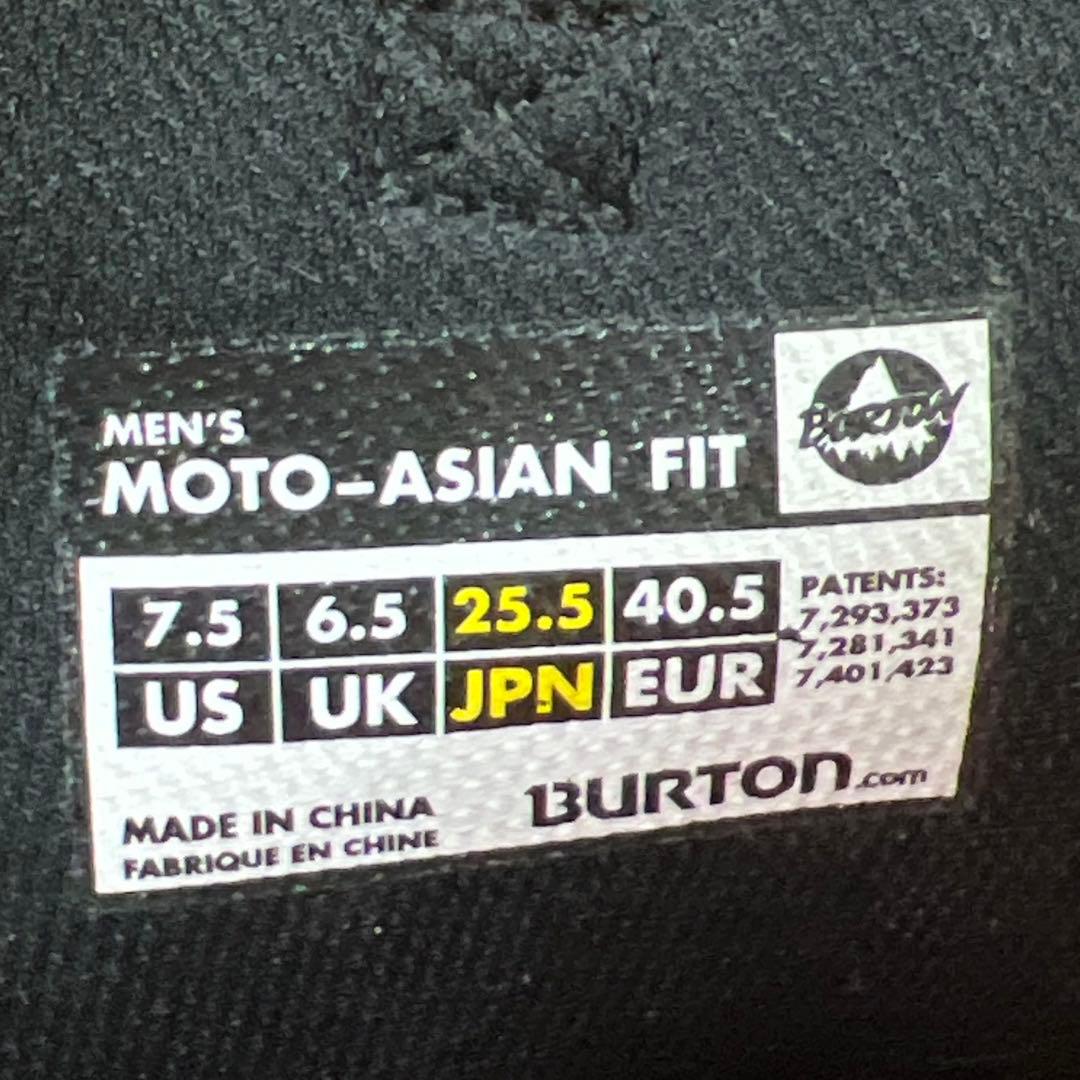 MEN'S
MOTO-ASIAN FIT
BURTON
7.5 6.5 25.5 40.5
US UK JPN EUR
PATENTS:
7,293,373
7,281,341
7,401,423
MADE IN CHINA
FABRIQUE EN CHINE
BURTON.com